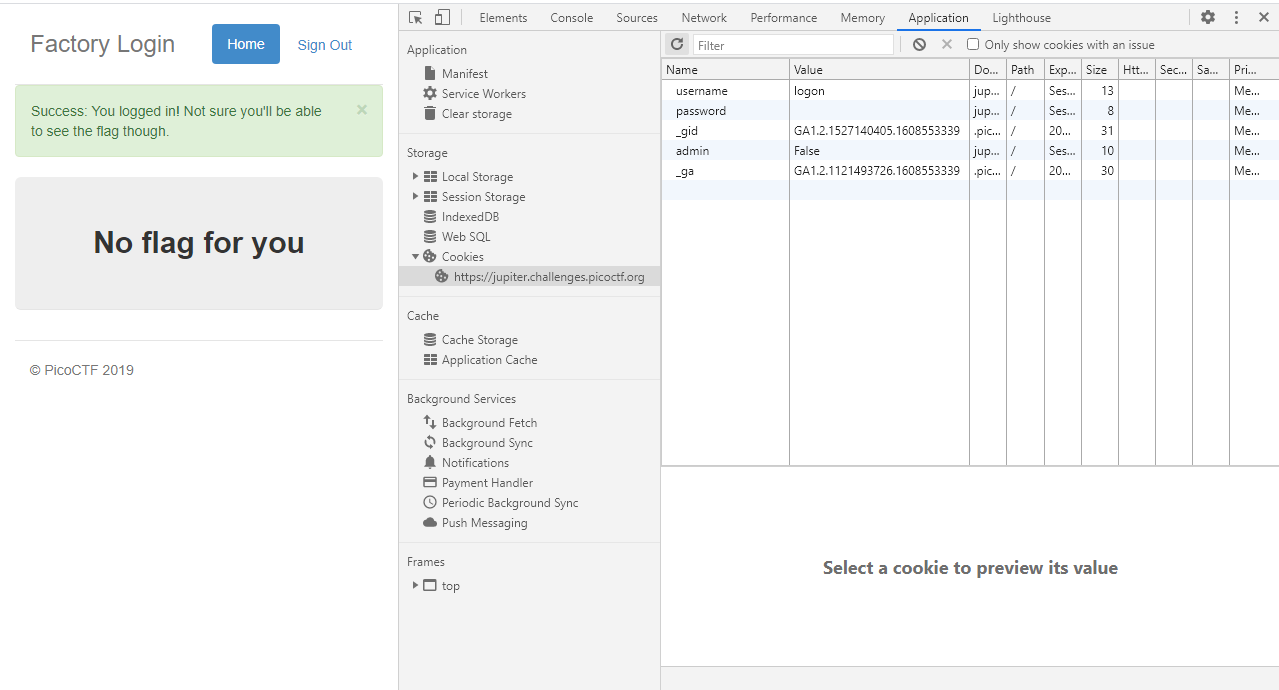 Factory Login
Home
Sign Out
Success: You logged in! Not sure you'll be able
to see the flag though.
×
No flag for you
© PicoCTF 2019
Elements Console Sources Network Performance Memory Application Lighthouse
Application
Manifest
Service Workers
Clear storage
Storage
Local Storage
Session Storage
IndexedDB
Web SQL
Cookies
https://jupiter.challenges.picoctf.org
Cache
Cache Storage
Application Cache
Background Services
Background Fetch
Background Sync
Notifications
Payment Handler
Periodic Background Sync
Push Messaging
Frames
top
Filter
Only show cookies with an issue
Name Value Do... Path Exp... Size Htt... Sec... Sa... Pri...
username logon jup... / Ses... 13 Me...
password jup... / Ses... 8 Me...
_gid GA1.2.1527140405.1608553339 .pic... / 20... 31 Me...
admin False jup... / Ses... 10 Me...
_ga GA1.2.1121493726.1608553339 .pic... / 20... 30 Me...
Select a cookie to preview its value